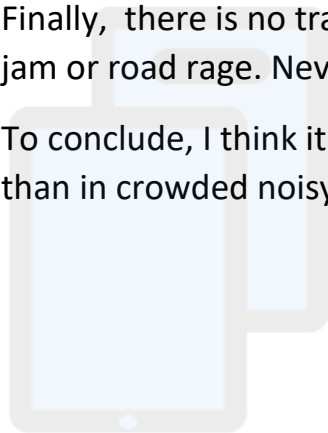 Finally,  there is no tra
jam or road rage. Nev
To conclude, I think it
than in crowded noisy